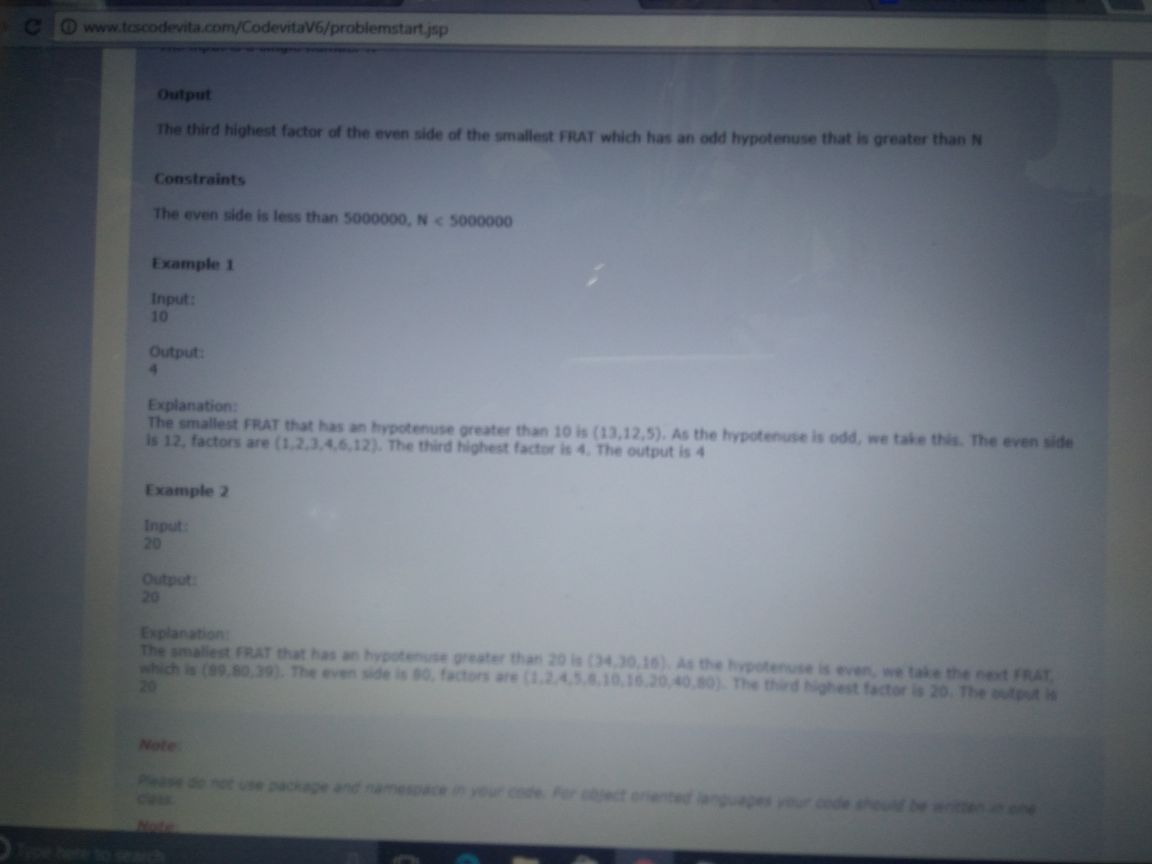 www.tcscodevita.com/CodevitaV6/problemstart.jsp
Output
The third highest factor of the even side of the smallest FRAT which has an odd hypotenuse that is greater than N
Constraints
The even side is less than 5000000, N < 5000000
Example 1
Input:
10
Output:
4
Explanation:
The smallest FRAT that has an hypotenuse greater than 10 is (13,12,5). As the hypotenuse is odd, we take this. The even side
is 12, factors are (1,2,3,4,6,12). The third highest factor is 4. The output is 4
Example 2
Input:
20
Output:
20
Explanation:
The smallest FRAT that has an hypotenuse greater than 20 is (34,30,16). As the hypotenuse is even, we take the next FRAT,
which is (89,80,39). The even side is 80, factors are (1,2,4,5,8,10,16,20,40,80). The third highest factor is 20. The output is
20
Note:
Please do not use package and namespace in your code. For object oriented languages your code should be written in one
class.
Note:
Type here to search